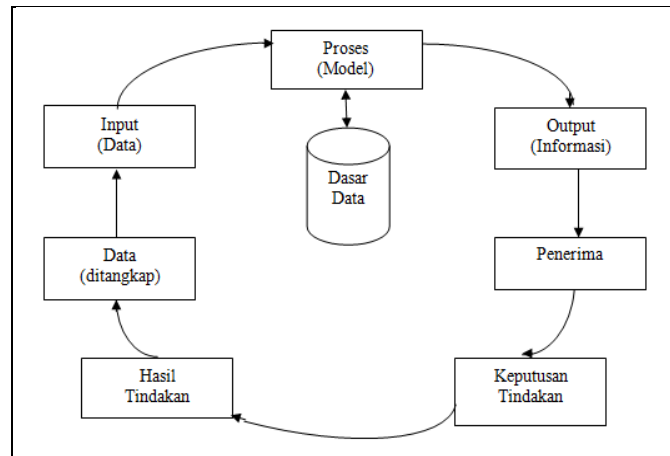 Proses
(Model)
Input
(Data)
Output
(Informasi)
Dasar
Data
Data
(ditangkap)
Penerima
Hasil
Tindakan
Keputusan
Tindakan